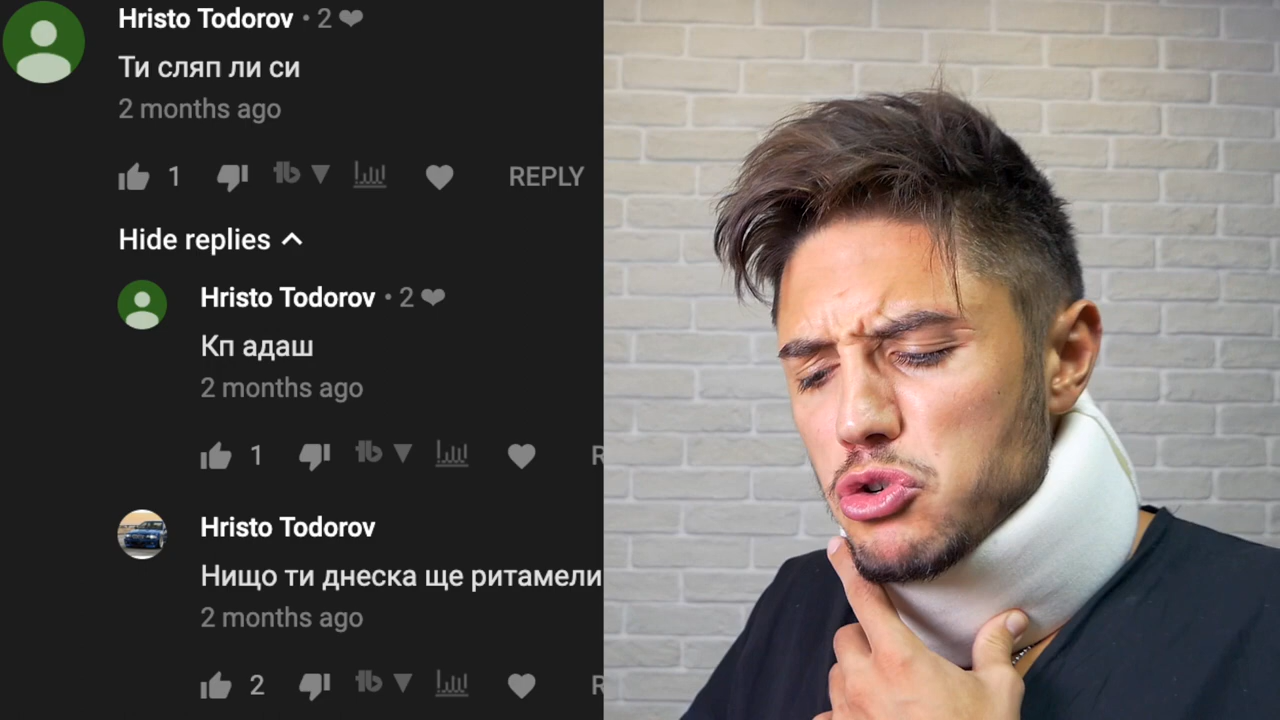 Hristo Todorov • 2 ❤
Ти сляп ли си
2 months ago
1 REPLY
Hide replies
Hristo Todorov • 2 ❤
Кп адаш
2 months ago
1 R
Hristo Todorov
Нищо ти днеска ще ритамели
2 months ago
2 R